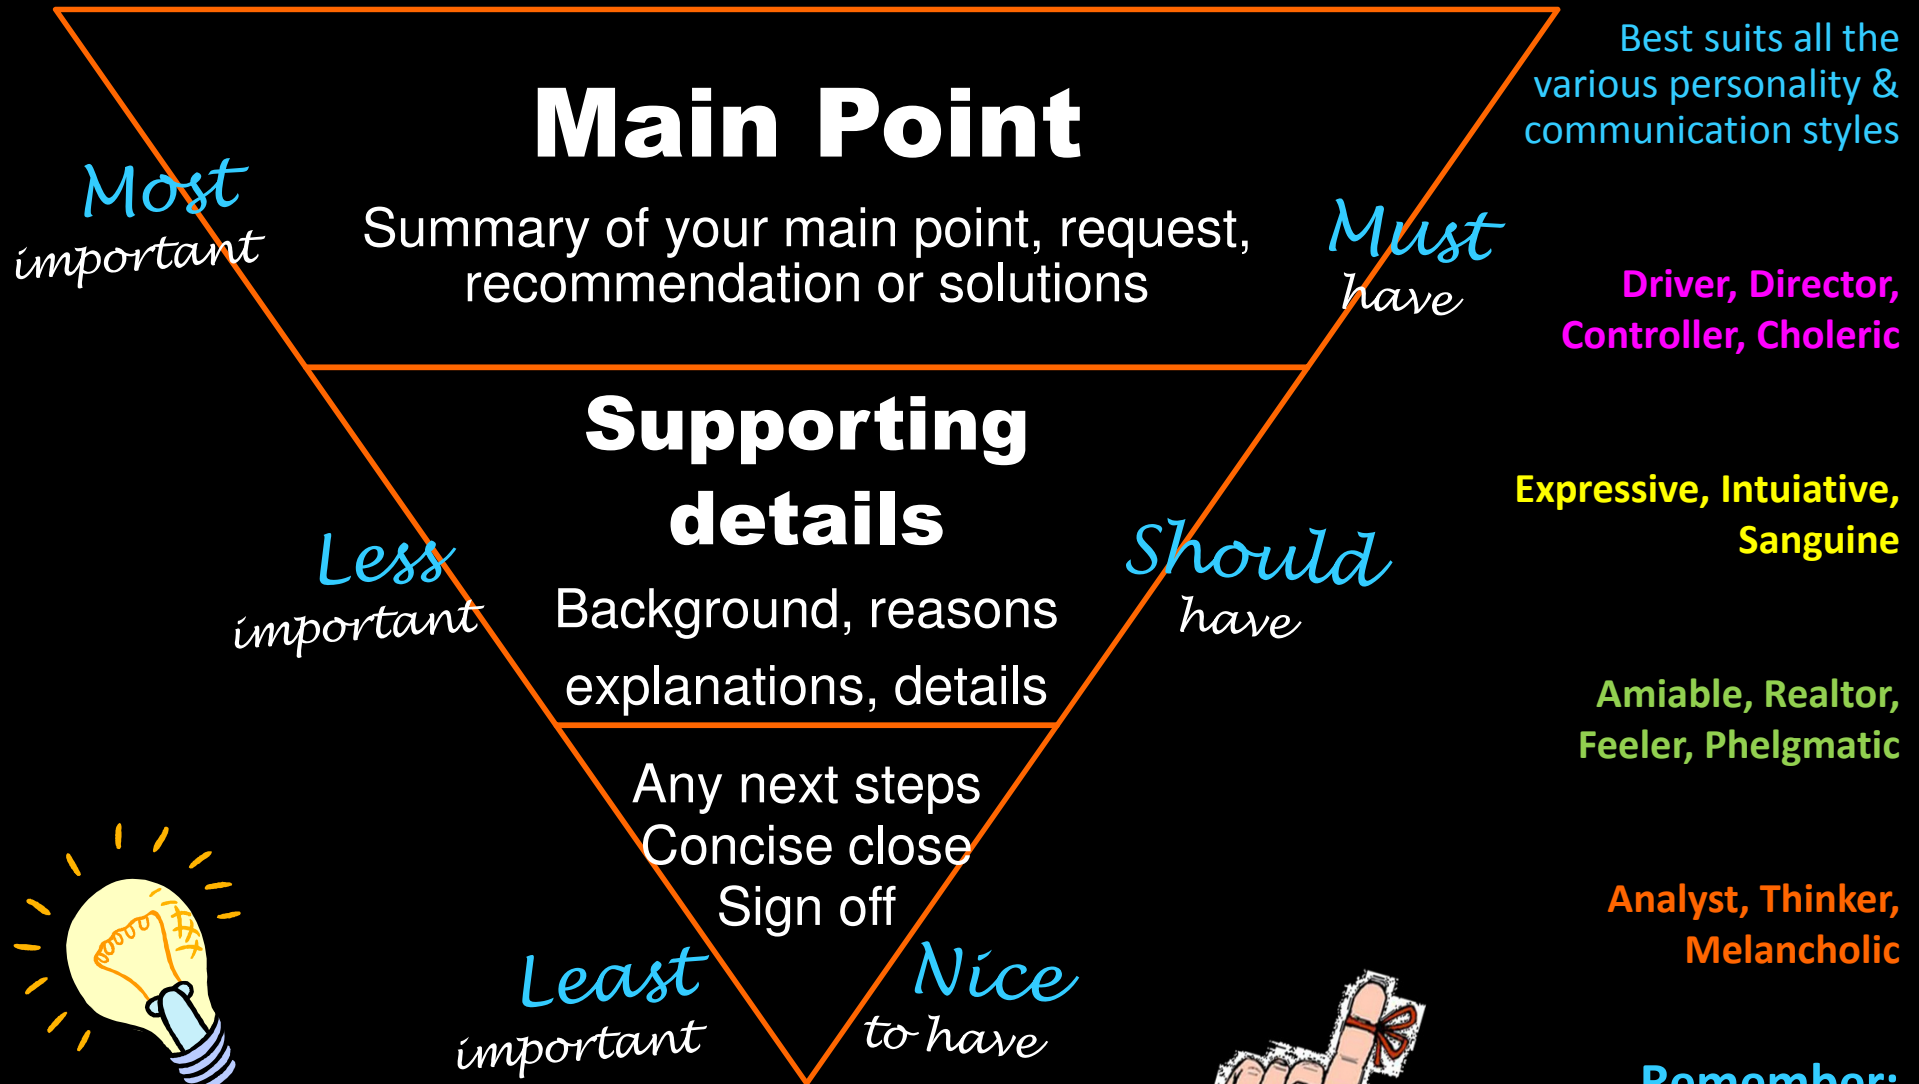 Main Point
Summary of your main point, request,
recommendation or solutions
Most
important
Must
have
Supporting
details
Background, reasons
explanations, details
Less
important
Should
have
Any next steps
Concise close
Sign off
Least
important
Nice
to have
Best suits all the
various personality &
communication styles
Driver, Director,
Controller, Choleric
Expressive, Intuiative,
Sanguine
Amiable, Realtor,
Feeler, Phelgmatic
Analyst, Thinker,
Melancholic
Remember: